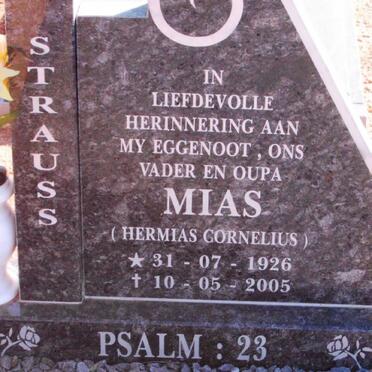 STRAUSS
IN
LIEFDEVOLLE
HERINNERING AAN
MY EGGENOOT , ONS
VADER EN OUPA
MIAS
( HERMIAS CORNELIUS )
★ 31 - 07 - 1926
✝ 10 - 05 - 2005
PSALM : 23